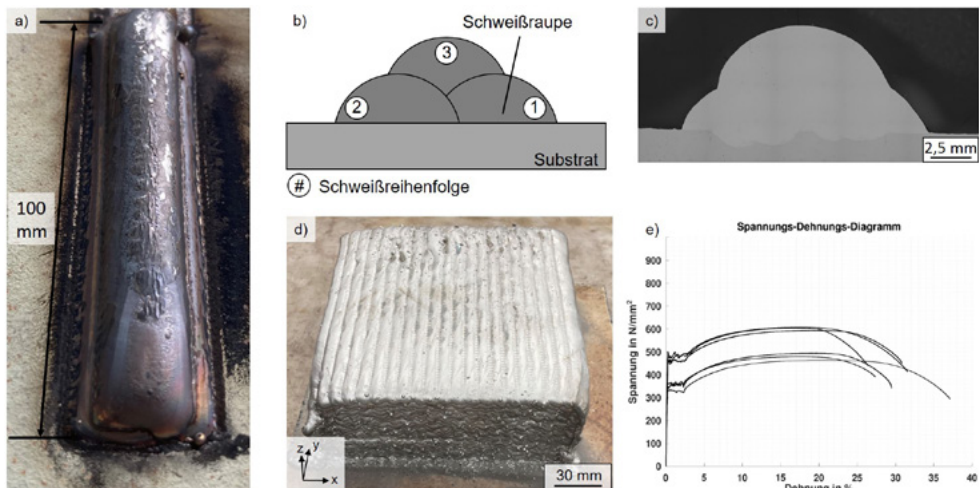 a)
100
mm
b)
Schweißraupe
3
2
1
Substrat
# Schweißreihenfolge
c)
2,5 mm
d)
z
y
x
30 mm
e)
Spannungs-Dehnungs-Diagramm
Spannung in N/mm²
900
800
700
600
500
400
300
200
100
0
0
5
10
15
20
25
30
35
40
Dehnung in %